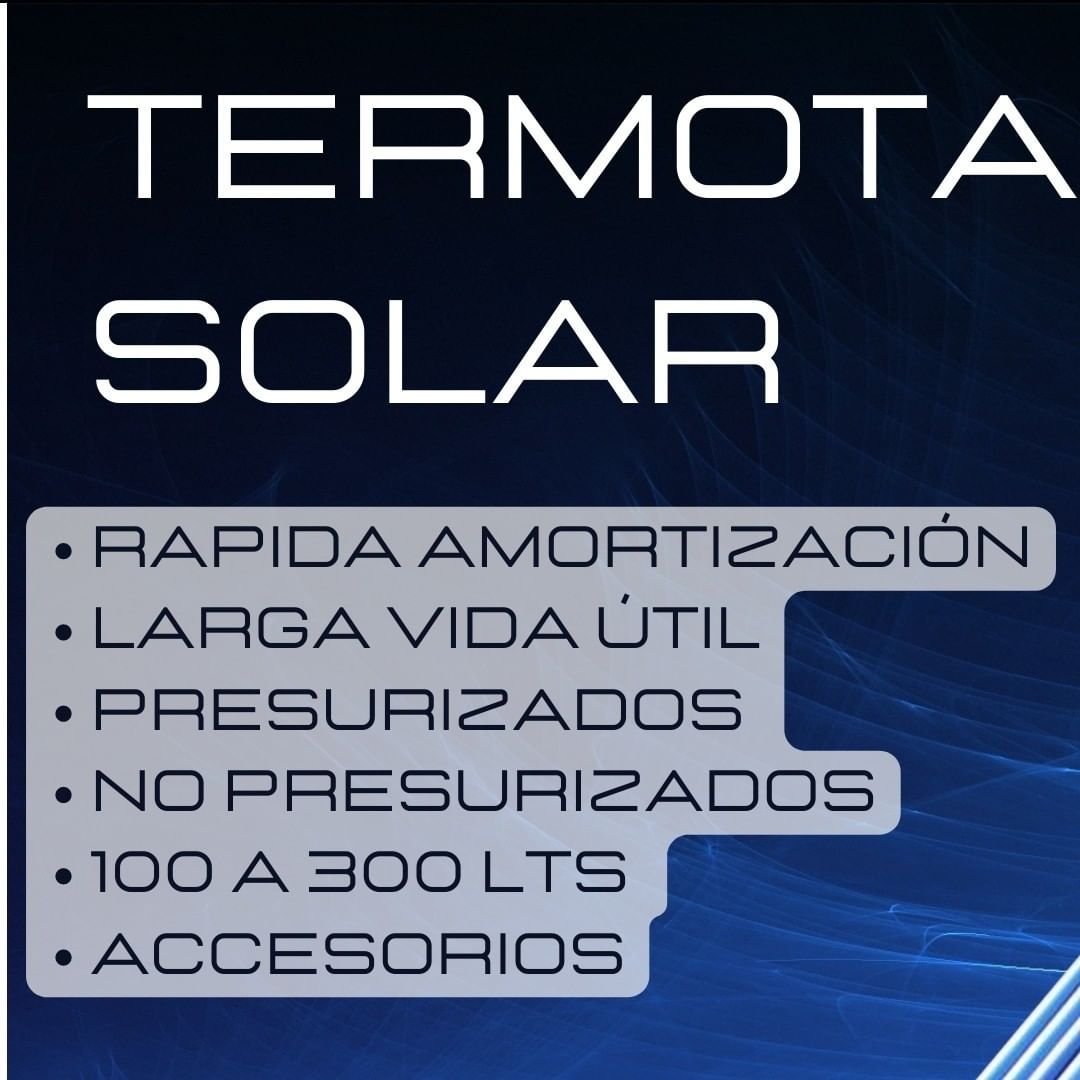 TERMOTA
SOLAR
• RAPIDA AMORTIZACIÓN
• LARGA VIDA ÚTIL
• PRESURIZADOS
• NO PRESURIZADOS
• 100 A 300 LTS
• ACCESORIOS